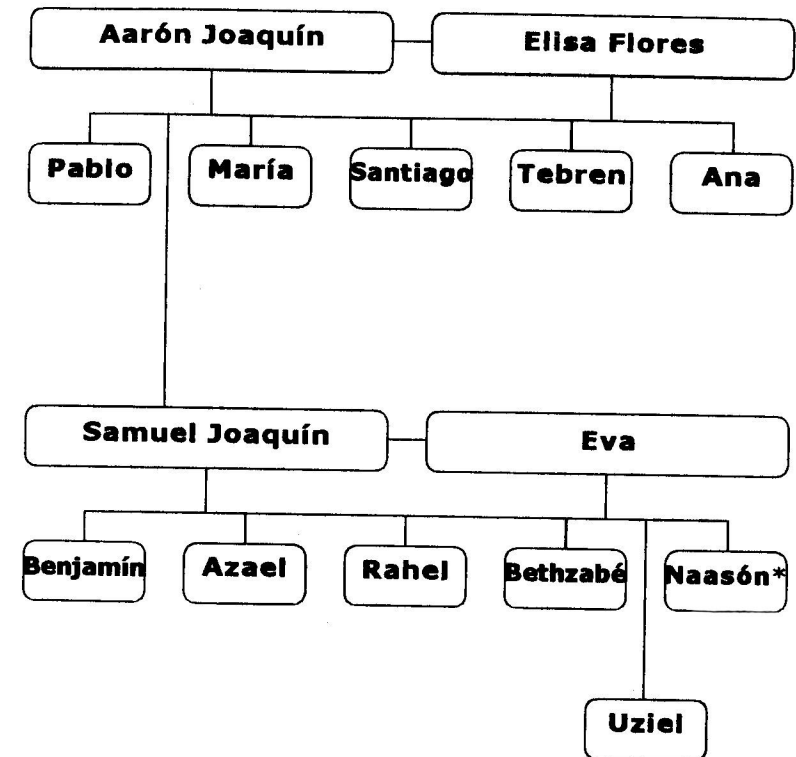 Aarón Joaquín
Elisa Flores
Pablo
María
Santiago
Tebren
Ana
Samuel Joaquín
Eva
Benjamín
Azael
Rahel
Bethzabé
Naasón*
Uziel